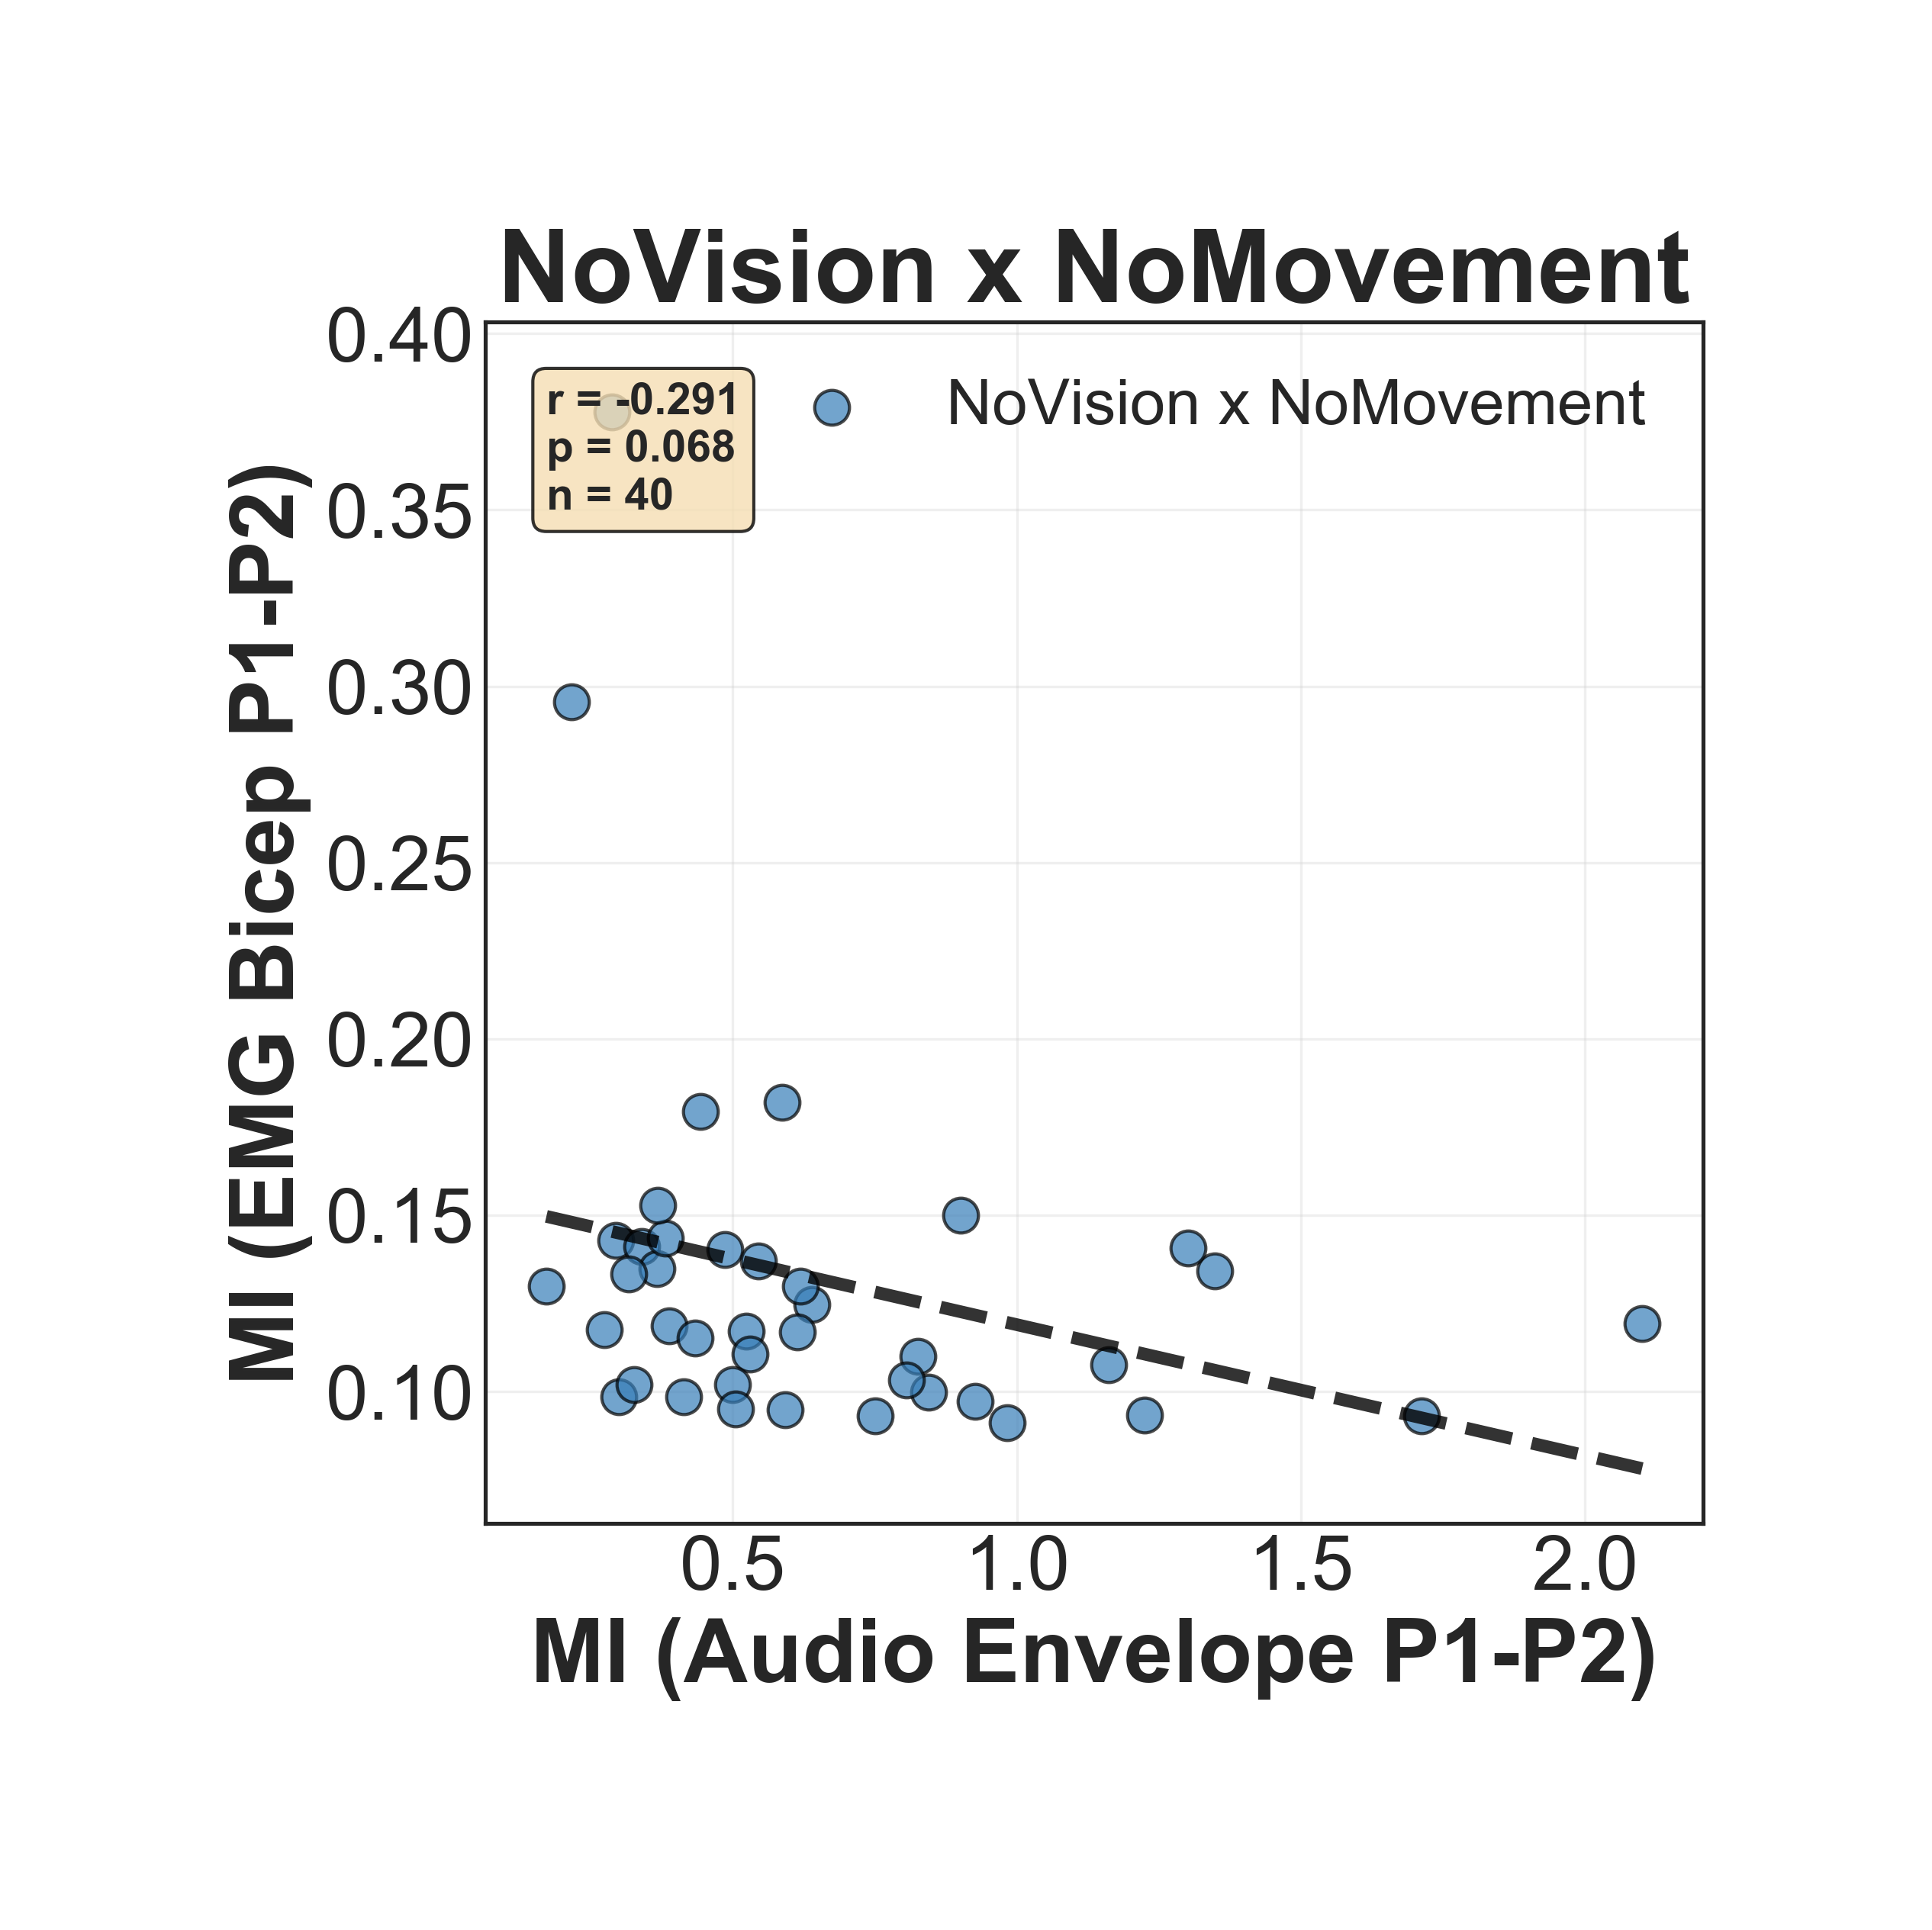 NoVision x NoMovement
0.40
0.35
0.30
0.25
0.20
0.15
0.10
MI (EMG Bicep P1-P2)
r = -0.291
p = 0.068
n = 40
NoVision x NoMovement
0.5 1.0 1.5 2.0
MI (Audio Envelope P1-P2)